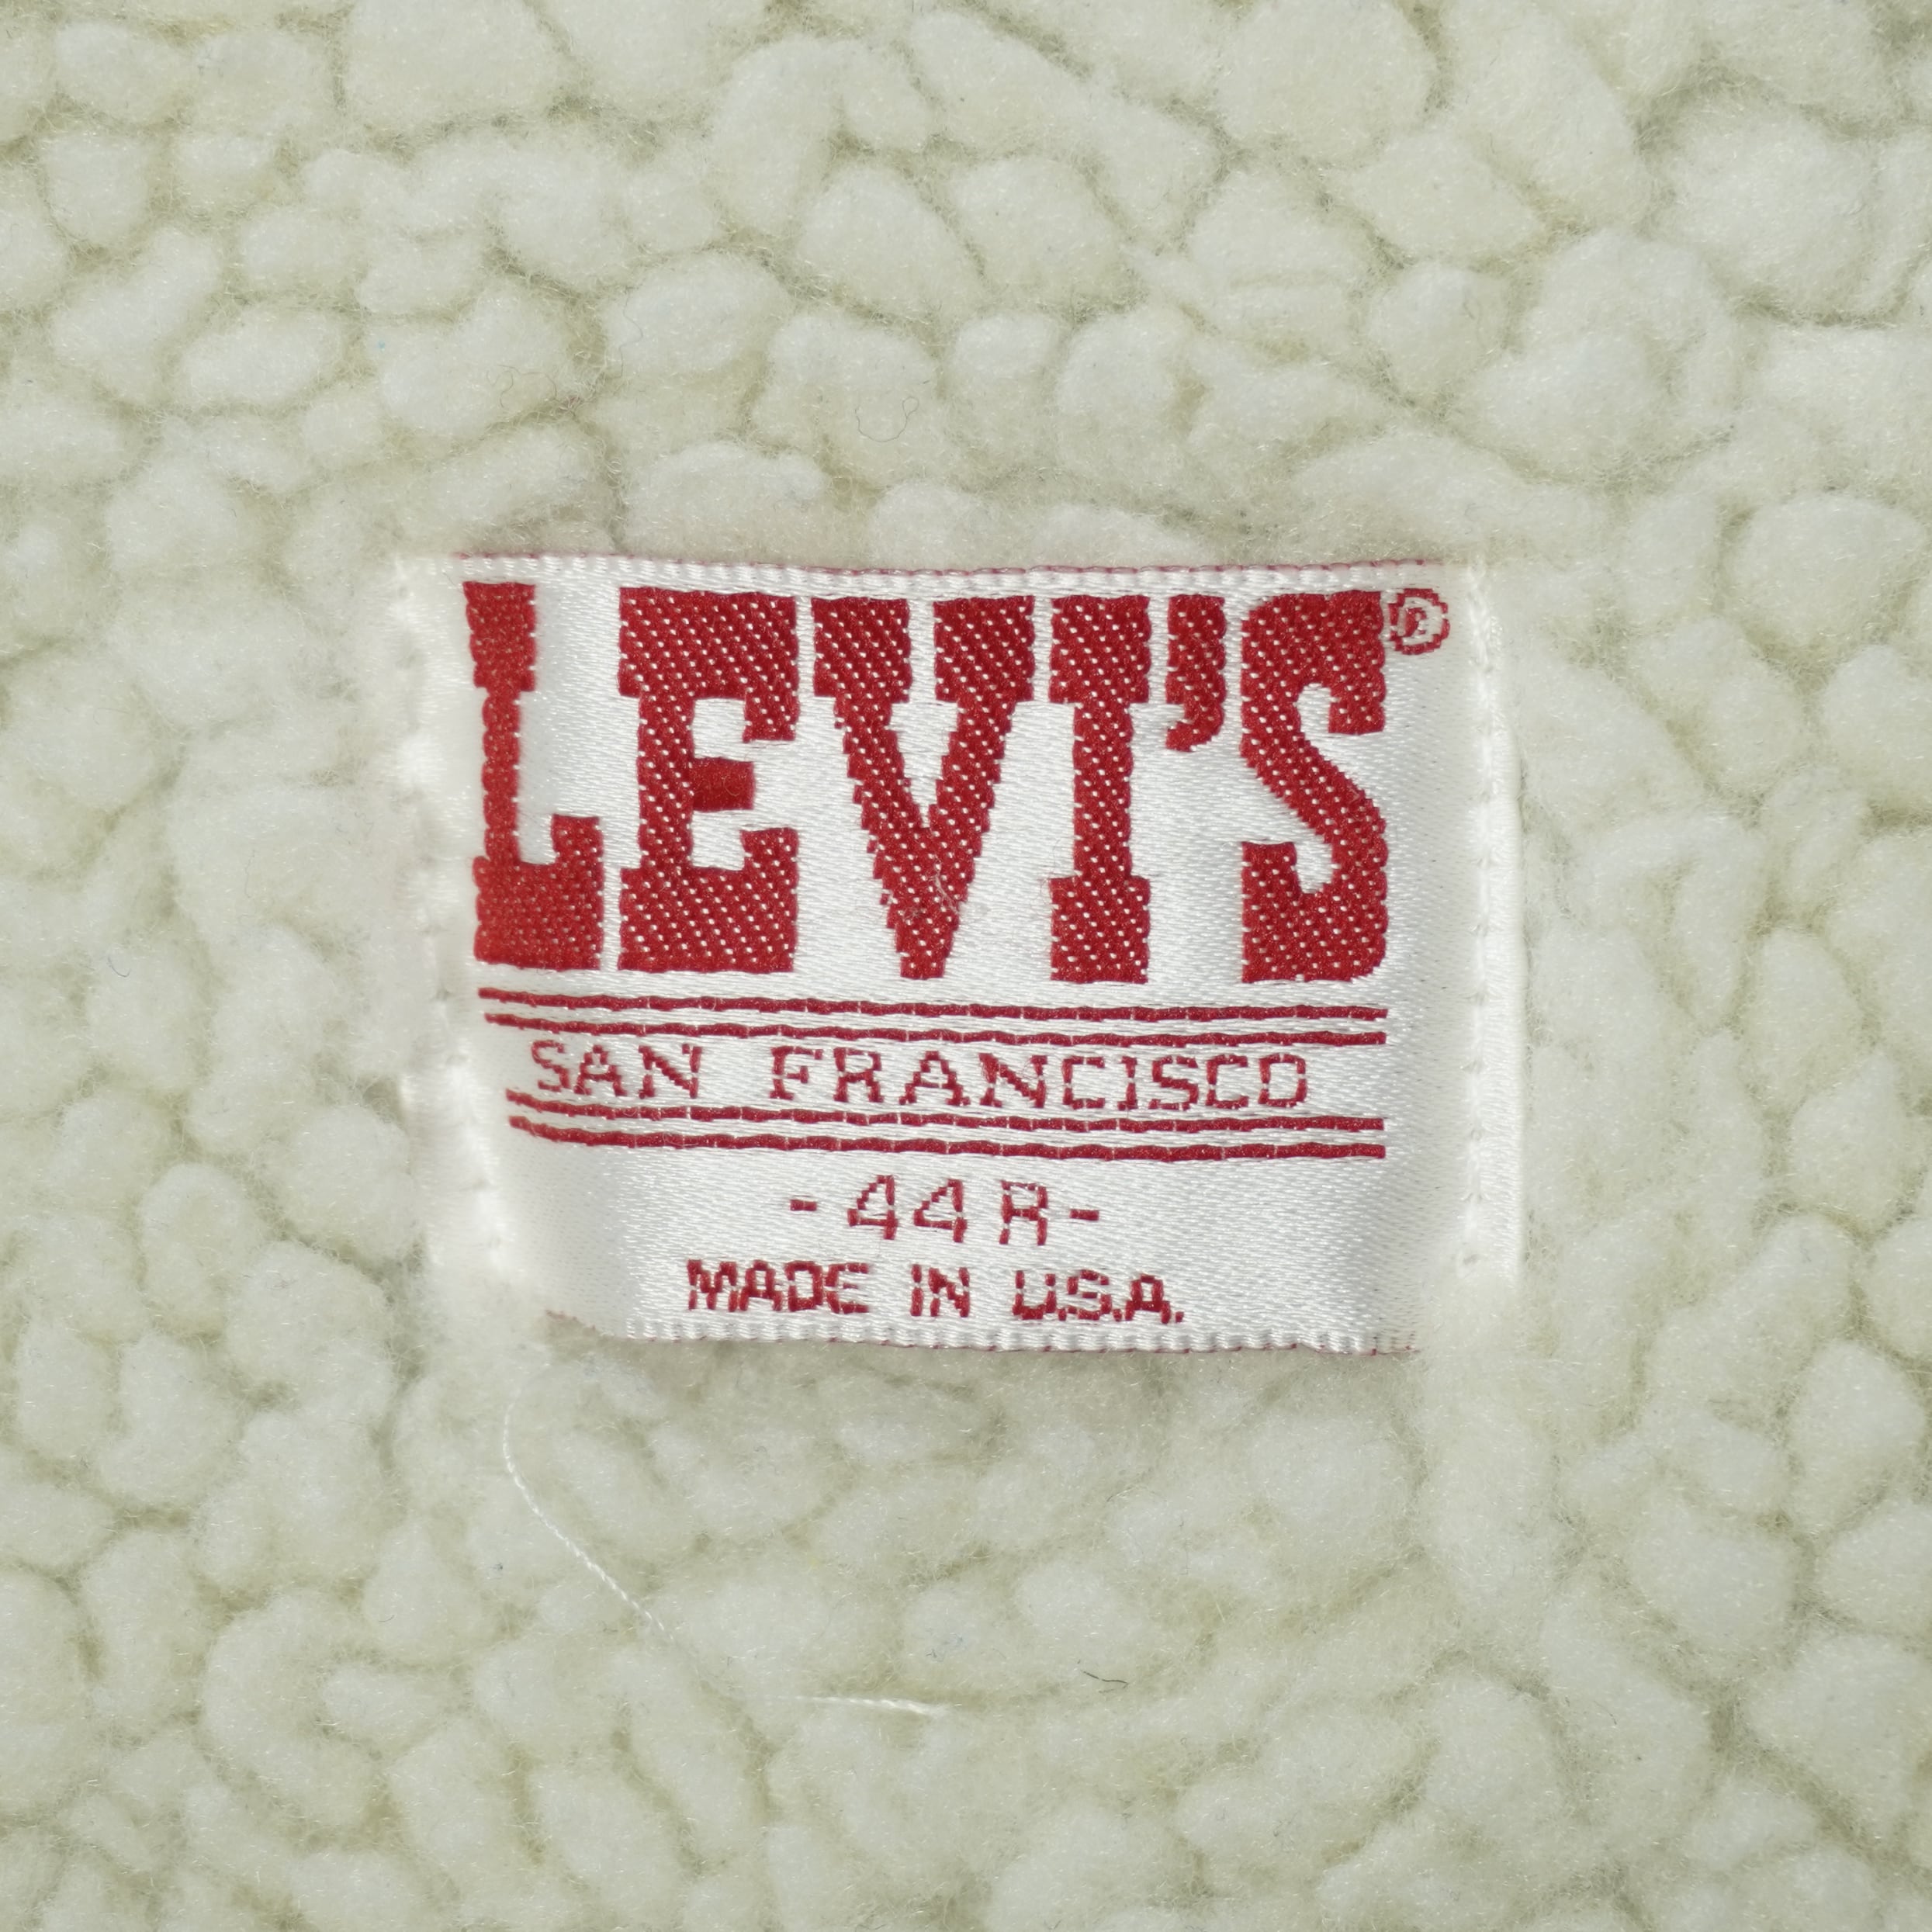 LEVI'S®
SAN FRANCISCO
-44R-
MADE IN U.S.A.